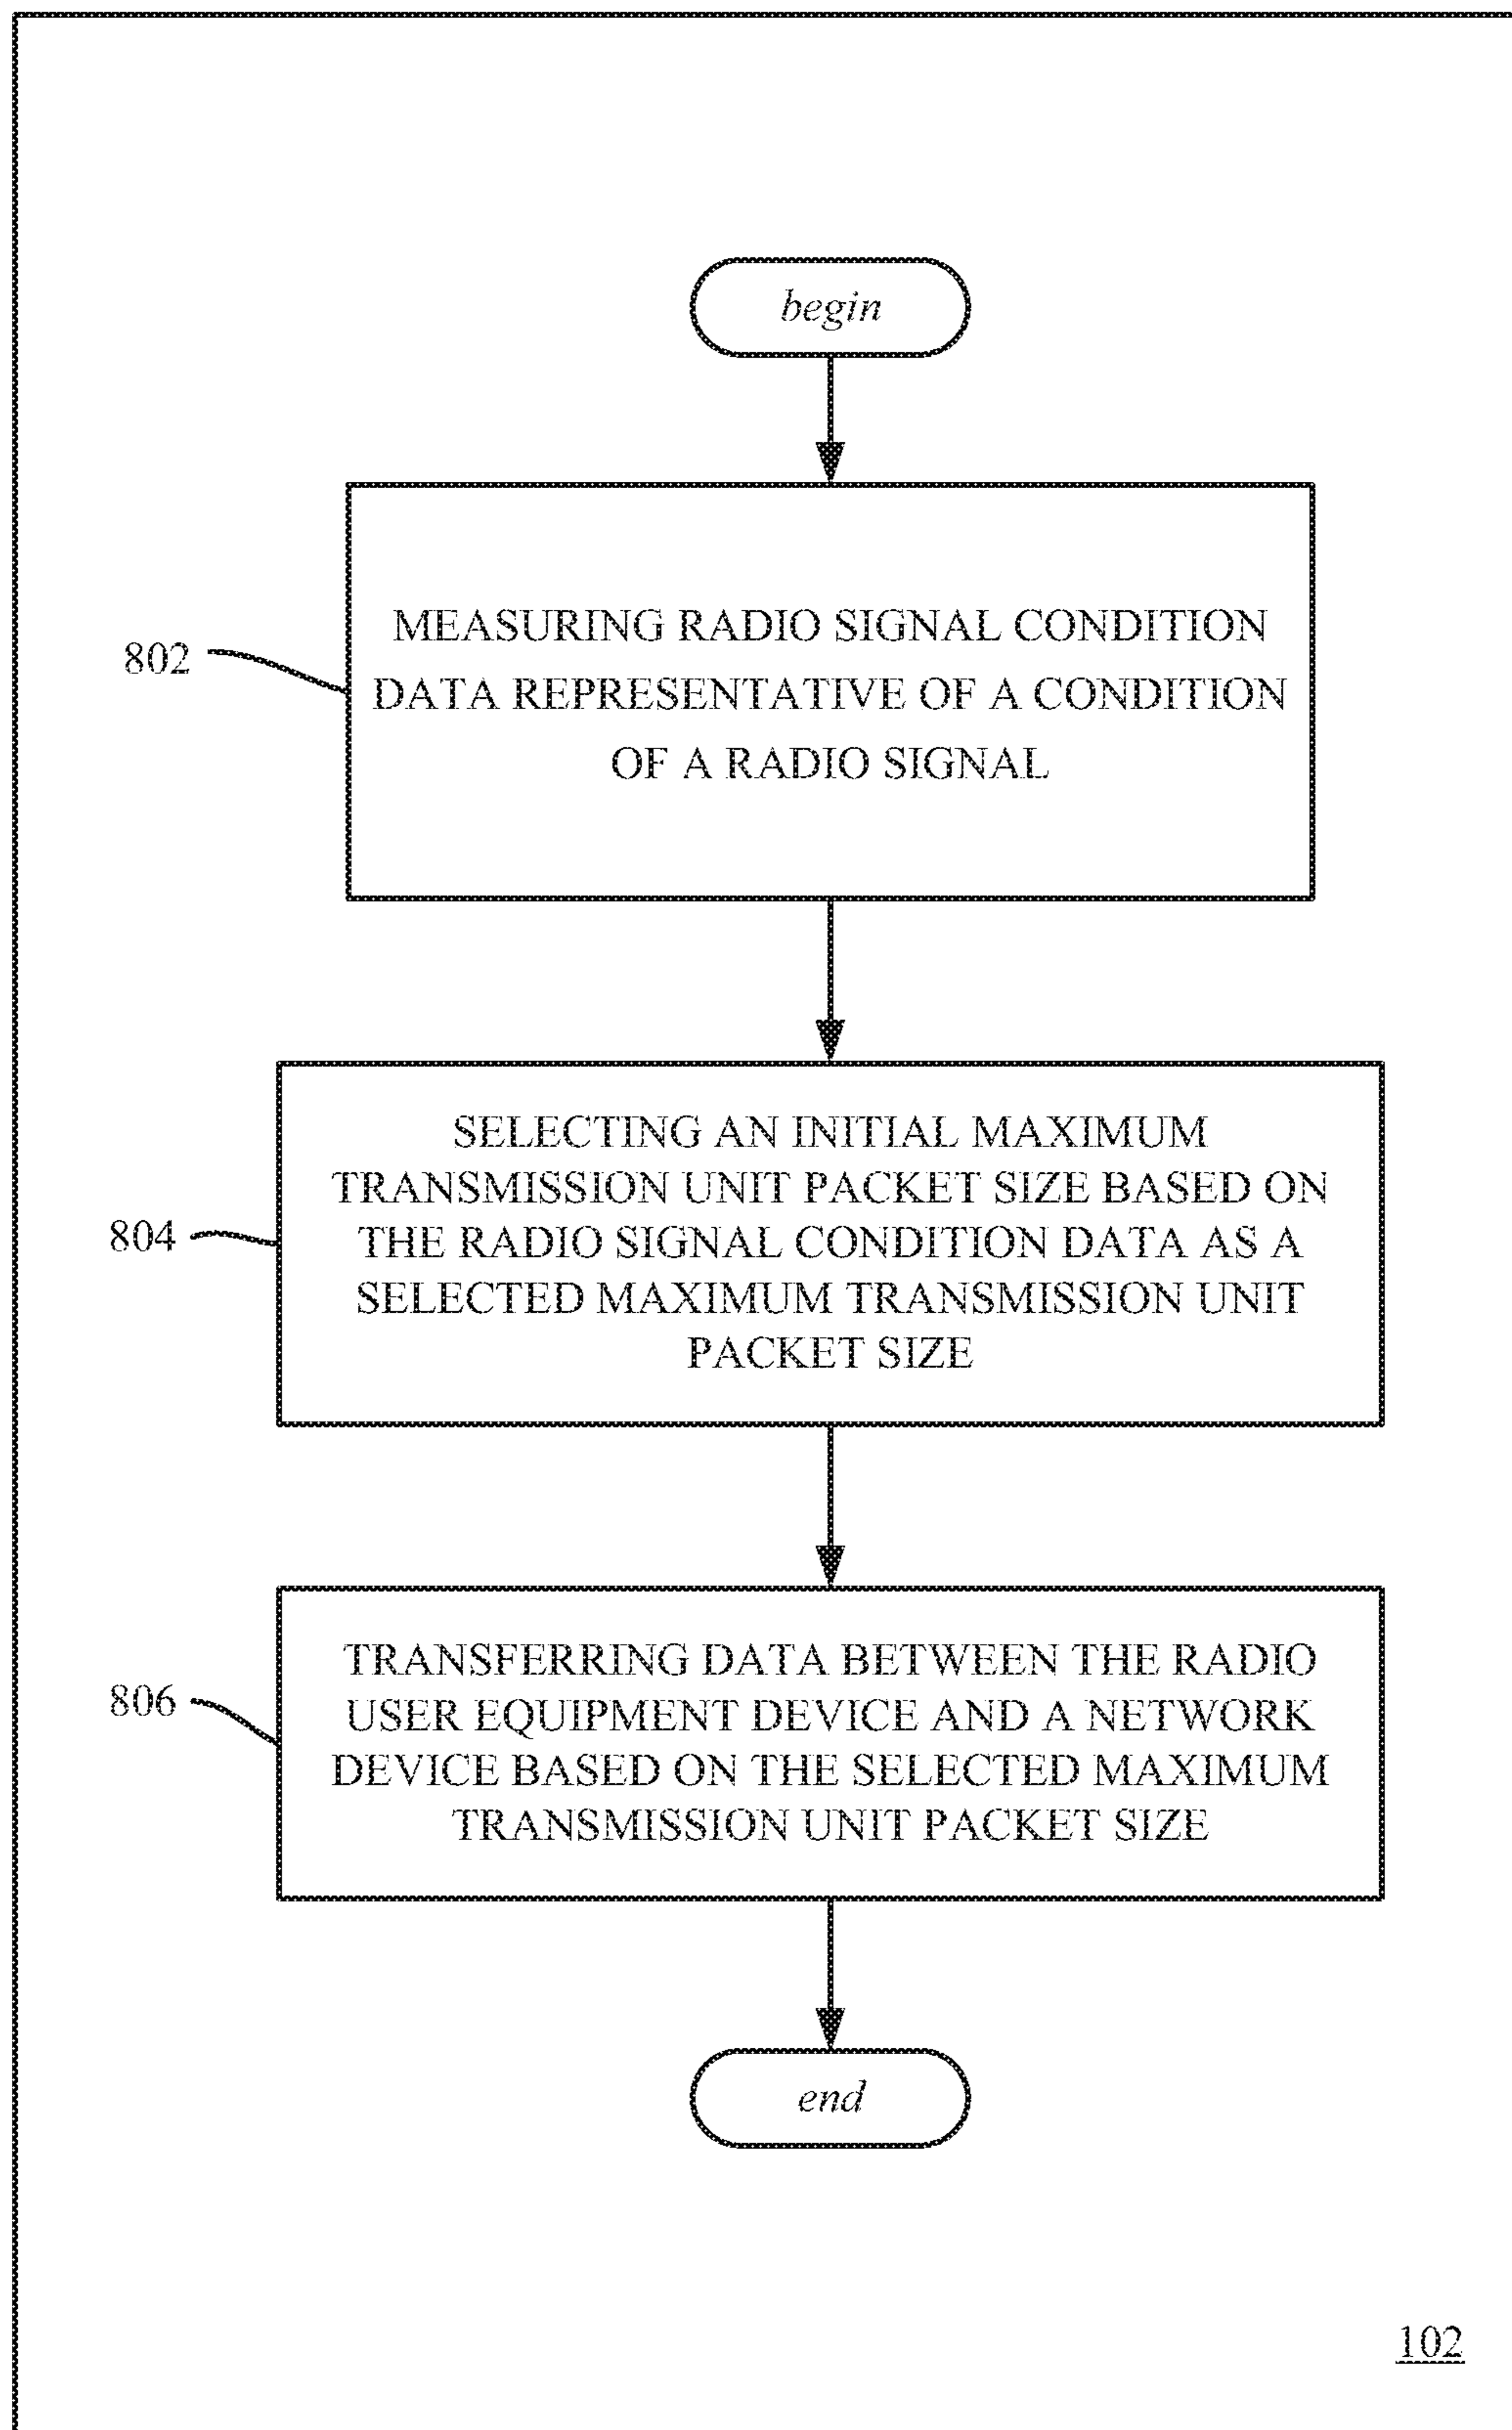 begin
802
MEASURING RADIO SIGNAL CONDITION
DATA REPRESENTATIVE OF A CONDITION
OF A RADIO SIGNAL
804
SELECTING AN INITIAL MAXIMUM
TRANSMISSION UNIT PACKET SIZE BASED ON
THE RADIO SIGNAL CONDITION DATA AS A
SELECTED MAXIMUM TRANSMISSION UNIT
PACKET SIZE
806
TRANSFERRING DATA BETWEEN THE RADIO
USER EQUIPMENT DEVICE AND A NETWORK
DEVICE BASED ON THE SELECTED MAXIMUM
TRANSMISSION UNIT PACKET SIZE
end
102